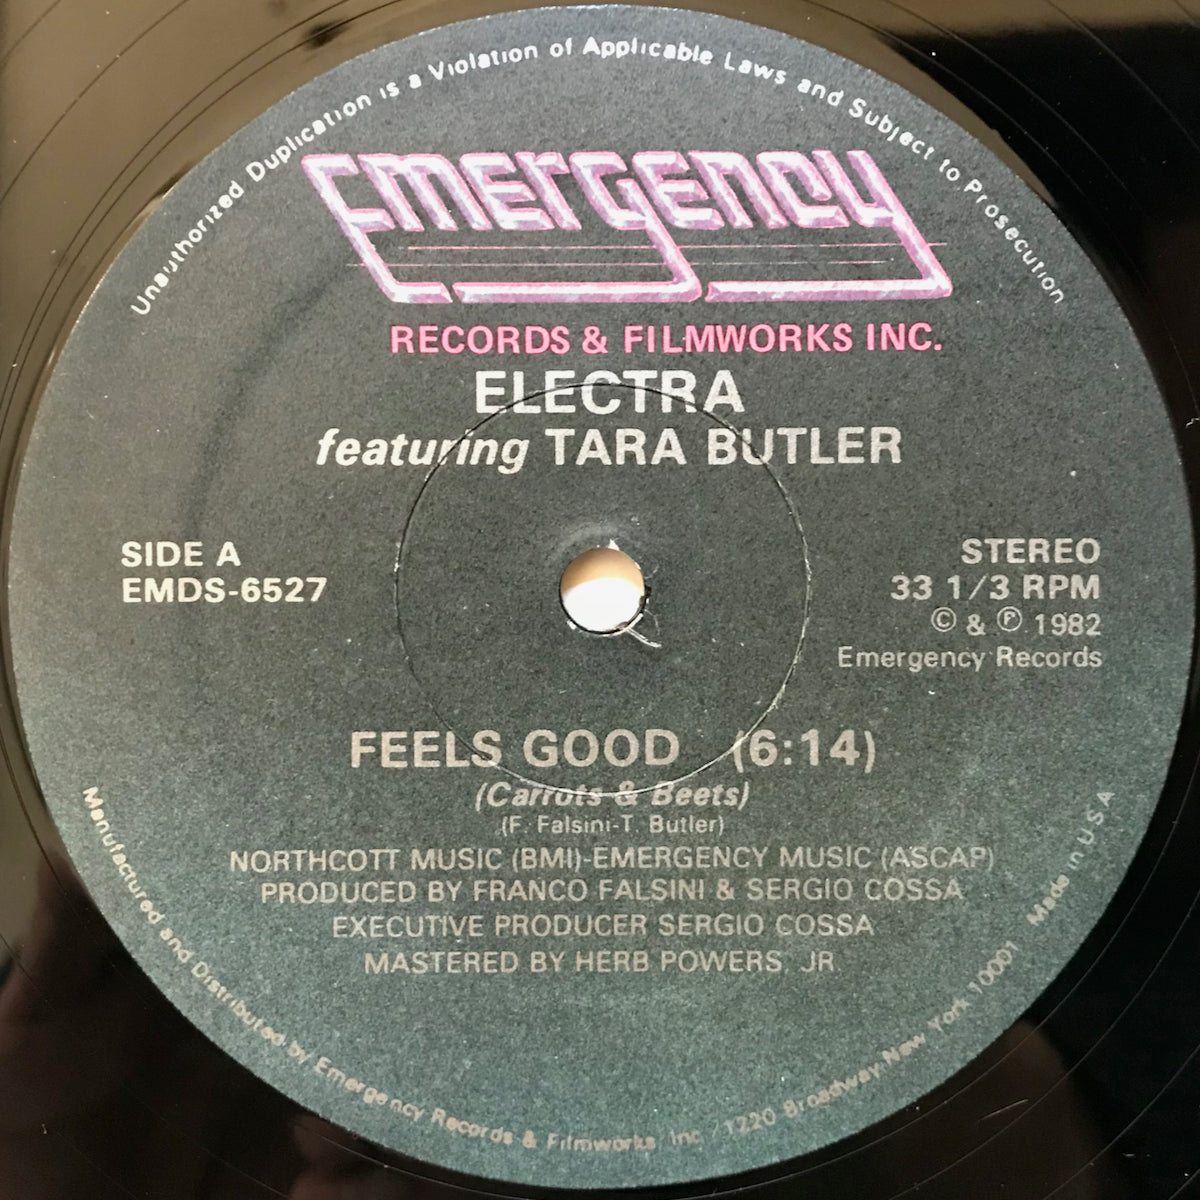 Unauthorized Duplication is a Violation of Applicable Laws and Subject to Prosecution
Emergency
RECORDS & FILMWORKS INC.
ELECTRA
featuring TARA BUTLER
SIDE A
EMDS-6527
STEREO
33 1/3 RPM
© & ℗ 1982
Emergency Records
FEELS GOOD (6:14)
(Carrots & Beets)
(F. Falsini-T. Butler)
NORTHCOTT MUSIC (BMI)-EMERGENCY MUSIC (ASCAP)
PRODUCED BY FRANCO FALSINI & SERGIO COSSA
EXECUTIVE PRODUCER SERGIO COSSA
MASTERED BY HERB POWERS, JR.
Manufactured and Distributed by Emergency Records & Filmworks Inc. / 1220 Broadway, New York 10001 Made in U.S.A.